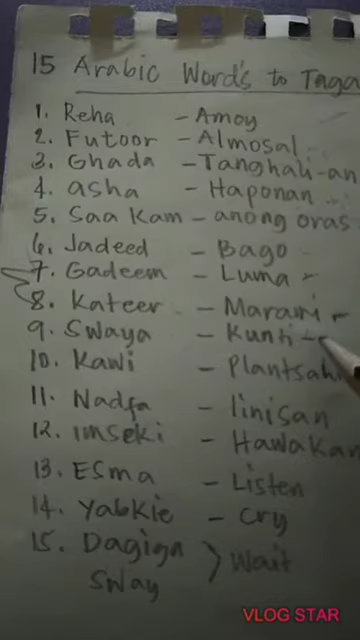 15 Arabic Word's to Taga
1. Reha - Amoy
2. Futoor - Almosal
3. Ghada - Tanghali-an
4. asha - Haponan
5. Saa Kam - anong oras
6. Jadeed - Bago
7. Gadeem - Luma
8. Kateer - Marami
9. Swaya - Kunti
10. Kawi - Plantsah
11. Nadfa - linisan
12. imseki - Hawakan
13. ESma - Listen
14. Yabkie - Cry
15. Dagiga Wait
Sway
VLOG STAR